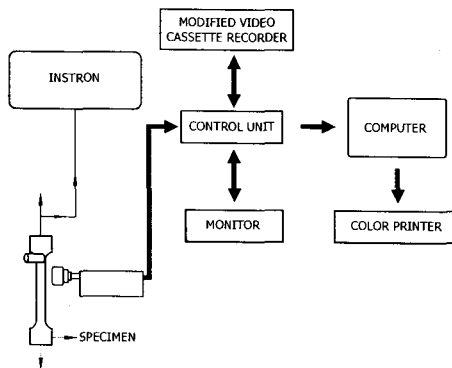 MODIFIED VIDEO
CASSETTE RECORDER
INSTRON
CONTROL UNIT
COMPUTER
MONITOR
COLOR PRINTER
SPECIMEN